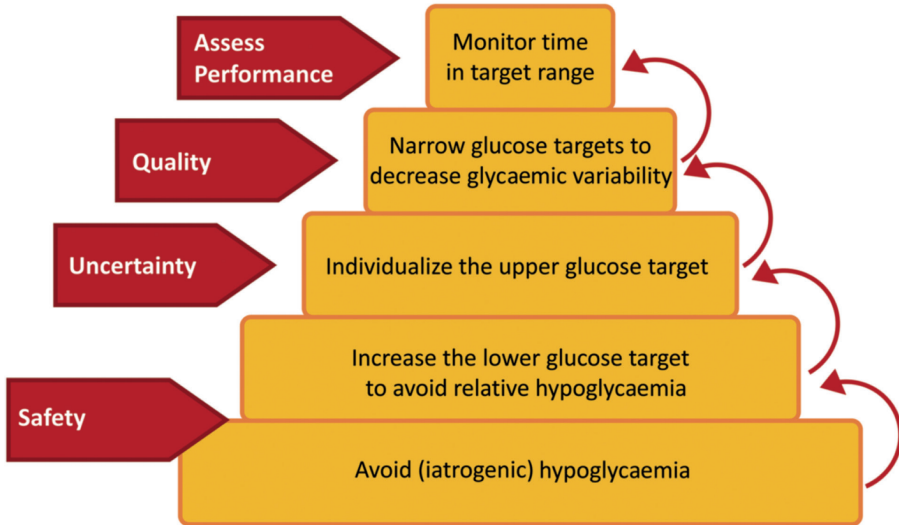 Assess
Performance
Monitor time
in target range
Quality
Narrow glucose targets to
decrease glycaemic variability
Uncertainty
Individualize the upper glucose target
Increase the lower glucose target
to avoid relative hypoglycaemia
Safety
Avoid (iatrogenic) hypoglycaemia